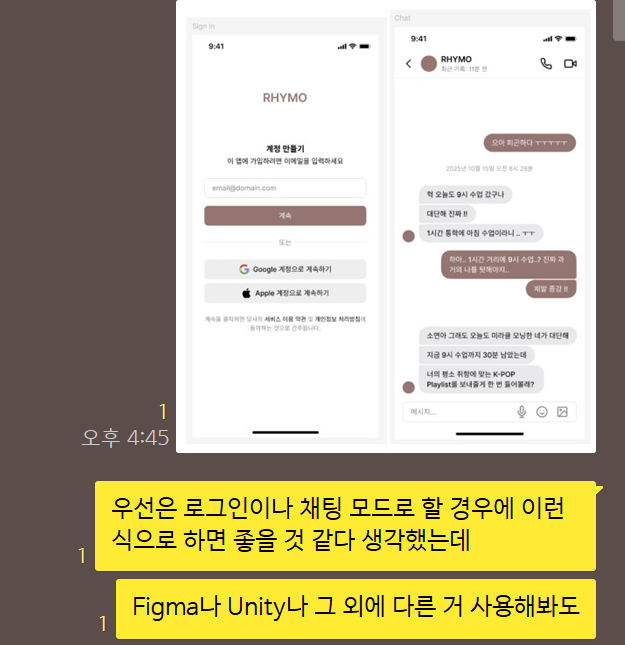 Sign in
Chat
9:41
RHYMO
계정 만들기
이 앱에 가입하려면 이메일을 입력하세요
email@domain.com
계속
또는
Google 계정으로 계속하기
Apple 계정으로 계속하기
계속을 클릭하면 당사의 서비스 이용 약관 및 개인정보 처리방침에
동의하는 것으로 간주됩니다.
9:41
RHYMO
최근 기록: 11분 전
으아 피곤하다 ㅜㅜㅜㅜㅜ
2025년 10월 15일 오전 8시 28분
헉 오늘도 9시 수업 갔구나
대단해 진짜 !!
1시간 통학에 아침 수업이라니 .. ㅜㅜ
하아.. 1시간 거리에 9시 수업..? 진짜 과
거의 나를 탓해야지..
제발 종강 !!
소연아 그래도 오늘도 미라클 모닝한 네가 대단해
지금 9시 수업까지 30분 남았는데
너의 평소 취향에 맞는 K-POP
Playlist를 보내줄게 한 번 들어볼래?
메시지...
1
오후 4:45
우선은 로그인이나 채팅 모드로 할 경우에 이런
식으로 하면 좋을 것 같다 생각했는데
1
Figma나 Unity나 그 외에 다른 거 사용해봐도
1